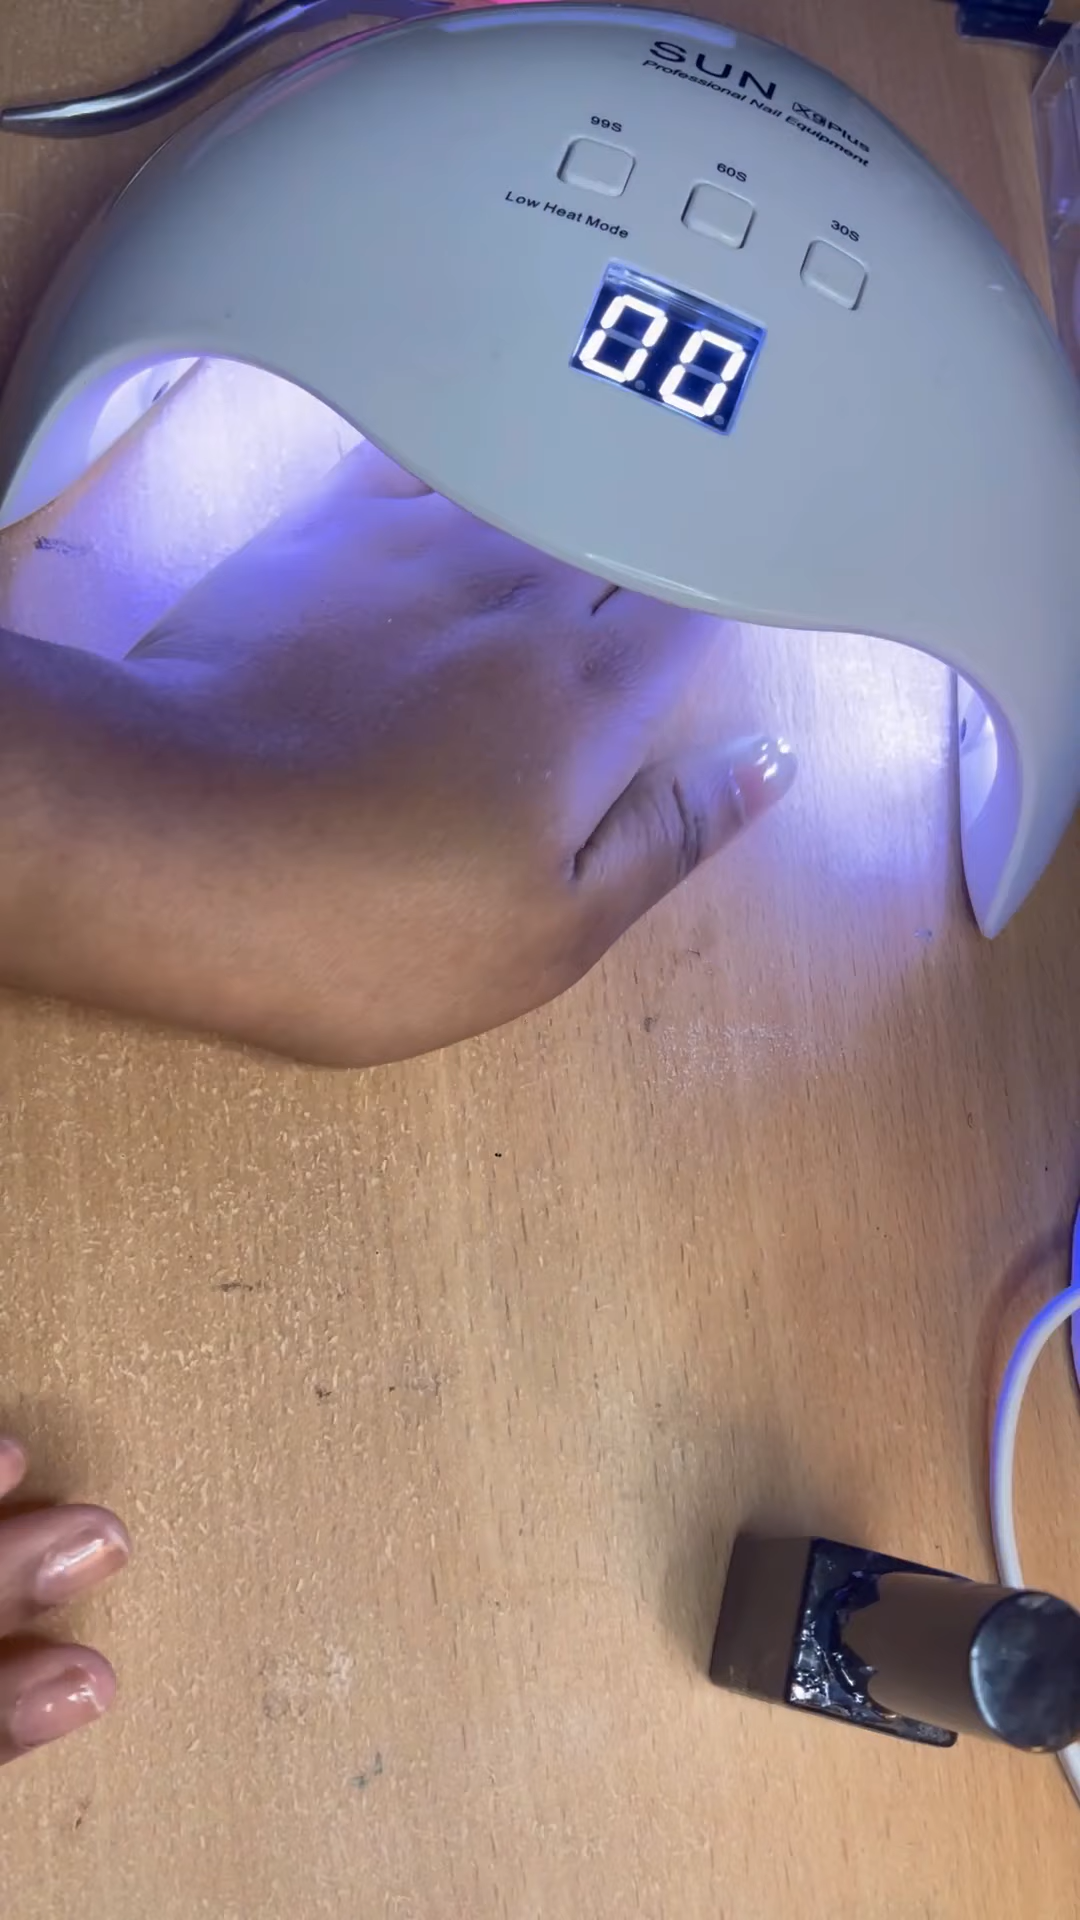 SUN X9Plus
Professional Nail Equipment
99S
60S
30S
Low Heat Mode
00